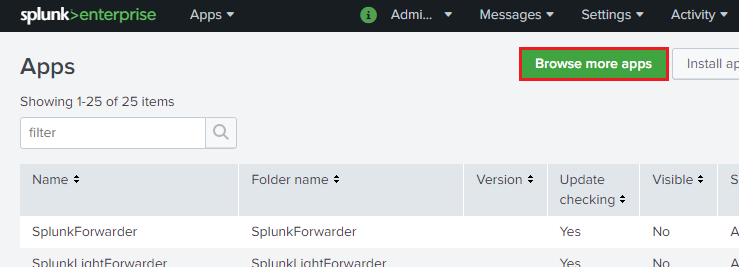 splunk>enterprise Apps Admi... Messages Settings Activity
Apps Browse more apps Install ap
Showing 1-25 of 25 items
filter
Name Folder name Version Update checking Visible S
SplunkForwarder SplunkForwarder Yes No A
SplunkLightForwarder SplunkLightForwarder Yes No A